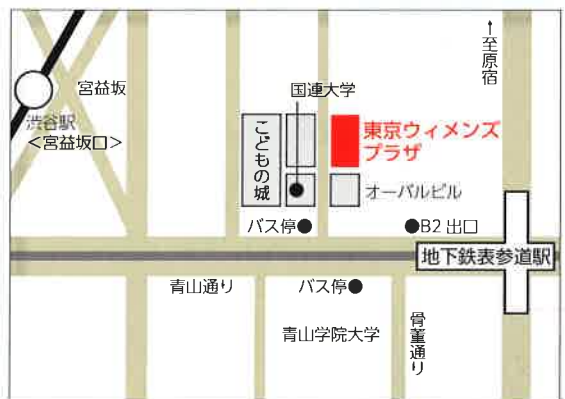 ↑至原宿
宮益坂
国連大学
渋谷駅
<宮益坂口>
こどもの城
東京ウィメンズ
プラザ
オーバルビル
バス停●
●B2 出口
地下鉄表参道駅
青山通り
バス停●
青山学院大学
骨董通り